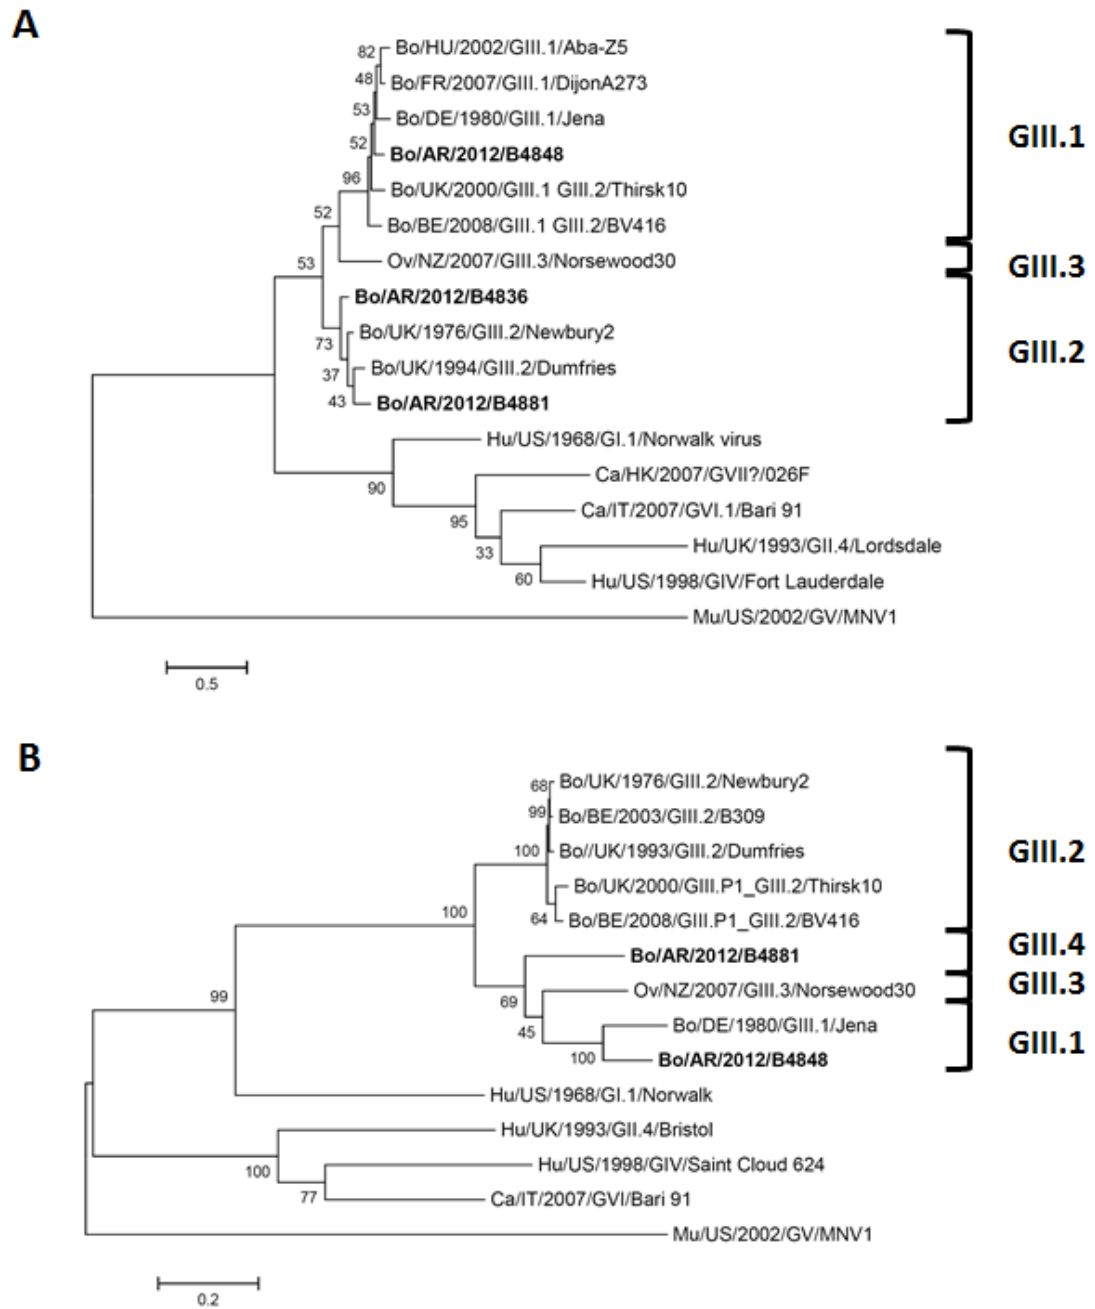 A
82
Bo/HU/2002/GIII.1/Aba-Z5
48
Bo/FR/2007/GIII.1/DijonA273
53
Bo/DE/1980/GIII.1/Jena
GIII.1
52
Bo/AR/2012/B4848
96
Bo/UK/2000/GIII.1 GIII.2/Thirsk10
52
Bo/BE/2008/GIII.1 GIII.2/BV416
53
Ov/NZ/2007/GIII.3/Norsewood30
GIII.3
Bo/AR/2012/B4836
73
Bo/UK/1976/GIII.2/Newbury2
GIII.2
37
Bo/UK/1994/GIII.2/Dumfries
43
Bo/AR/2012/B4881
Hu/US/1968/GI.1/Norwalk virus
90
Ca/HK/2007/GVII?/026F
95
Ca/IT/2007/GVI.1/Bari 91
33
Hu/UK/1993/GII.4/Lordsdale
60
Hu/US/1998/GIV/Fort Lauderdale
Mu/US/2002/GV/MNV1
0.5
B
68
Bo/UK/1976/GIII.2/Newbury2
99
Bo/BE/2003/GIII.2/B309
100
Bo//UK/1993/GIII.2/Dumfries
GIII.2
Bo/UK/2000/GIII.P1_GIII.2/Thirsk10
100
64
Bo/BE/2008/GIII.P1_GIII.2/BV416
GIII.4
Bo/AR/2012/B4881
99
69
Ov/NZ/2007/GIII.3/Norsewood30
GIII.3
45
Bo/DE/1980/GIII.1/Jena
GIII.1
100
Bo/AR/2012/B4848
Hu/US/1968/GI.1/Norwalk
Hu/UK/1993/GII.4/Bristol
100
Hu/US/1998/GIV/Saint Cloud 624
77
Ca/IT/2007/GVI/Bari 91
Mu/US/2002/GV/MNV1
0.2